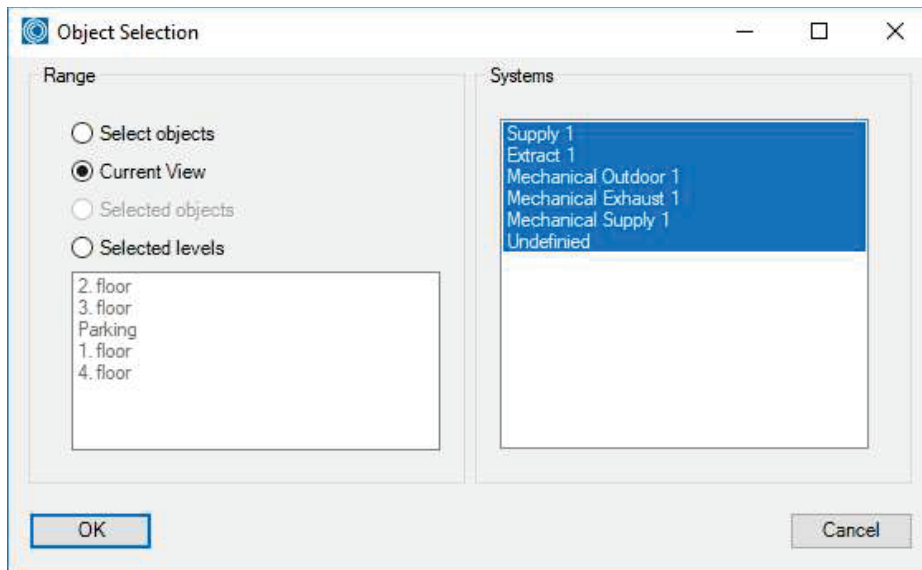 Object Selection
Range
Select objects
Current View
Selected objects
Selected levels
2. floor
3. floor
Parking
1. floor
4. floor
Systems
Supply 1
Extract 1
Mechanical Outdoor 1
Mechanical Exhaust 1
Mechanical Supply 1
Undefinied
OK
Cancel